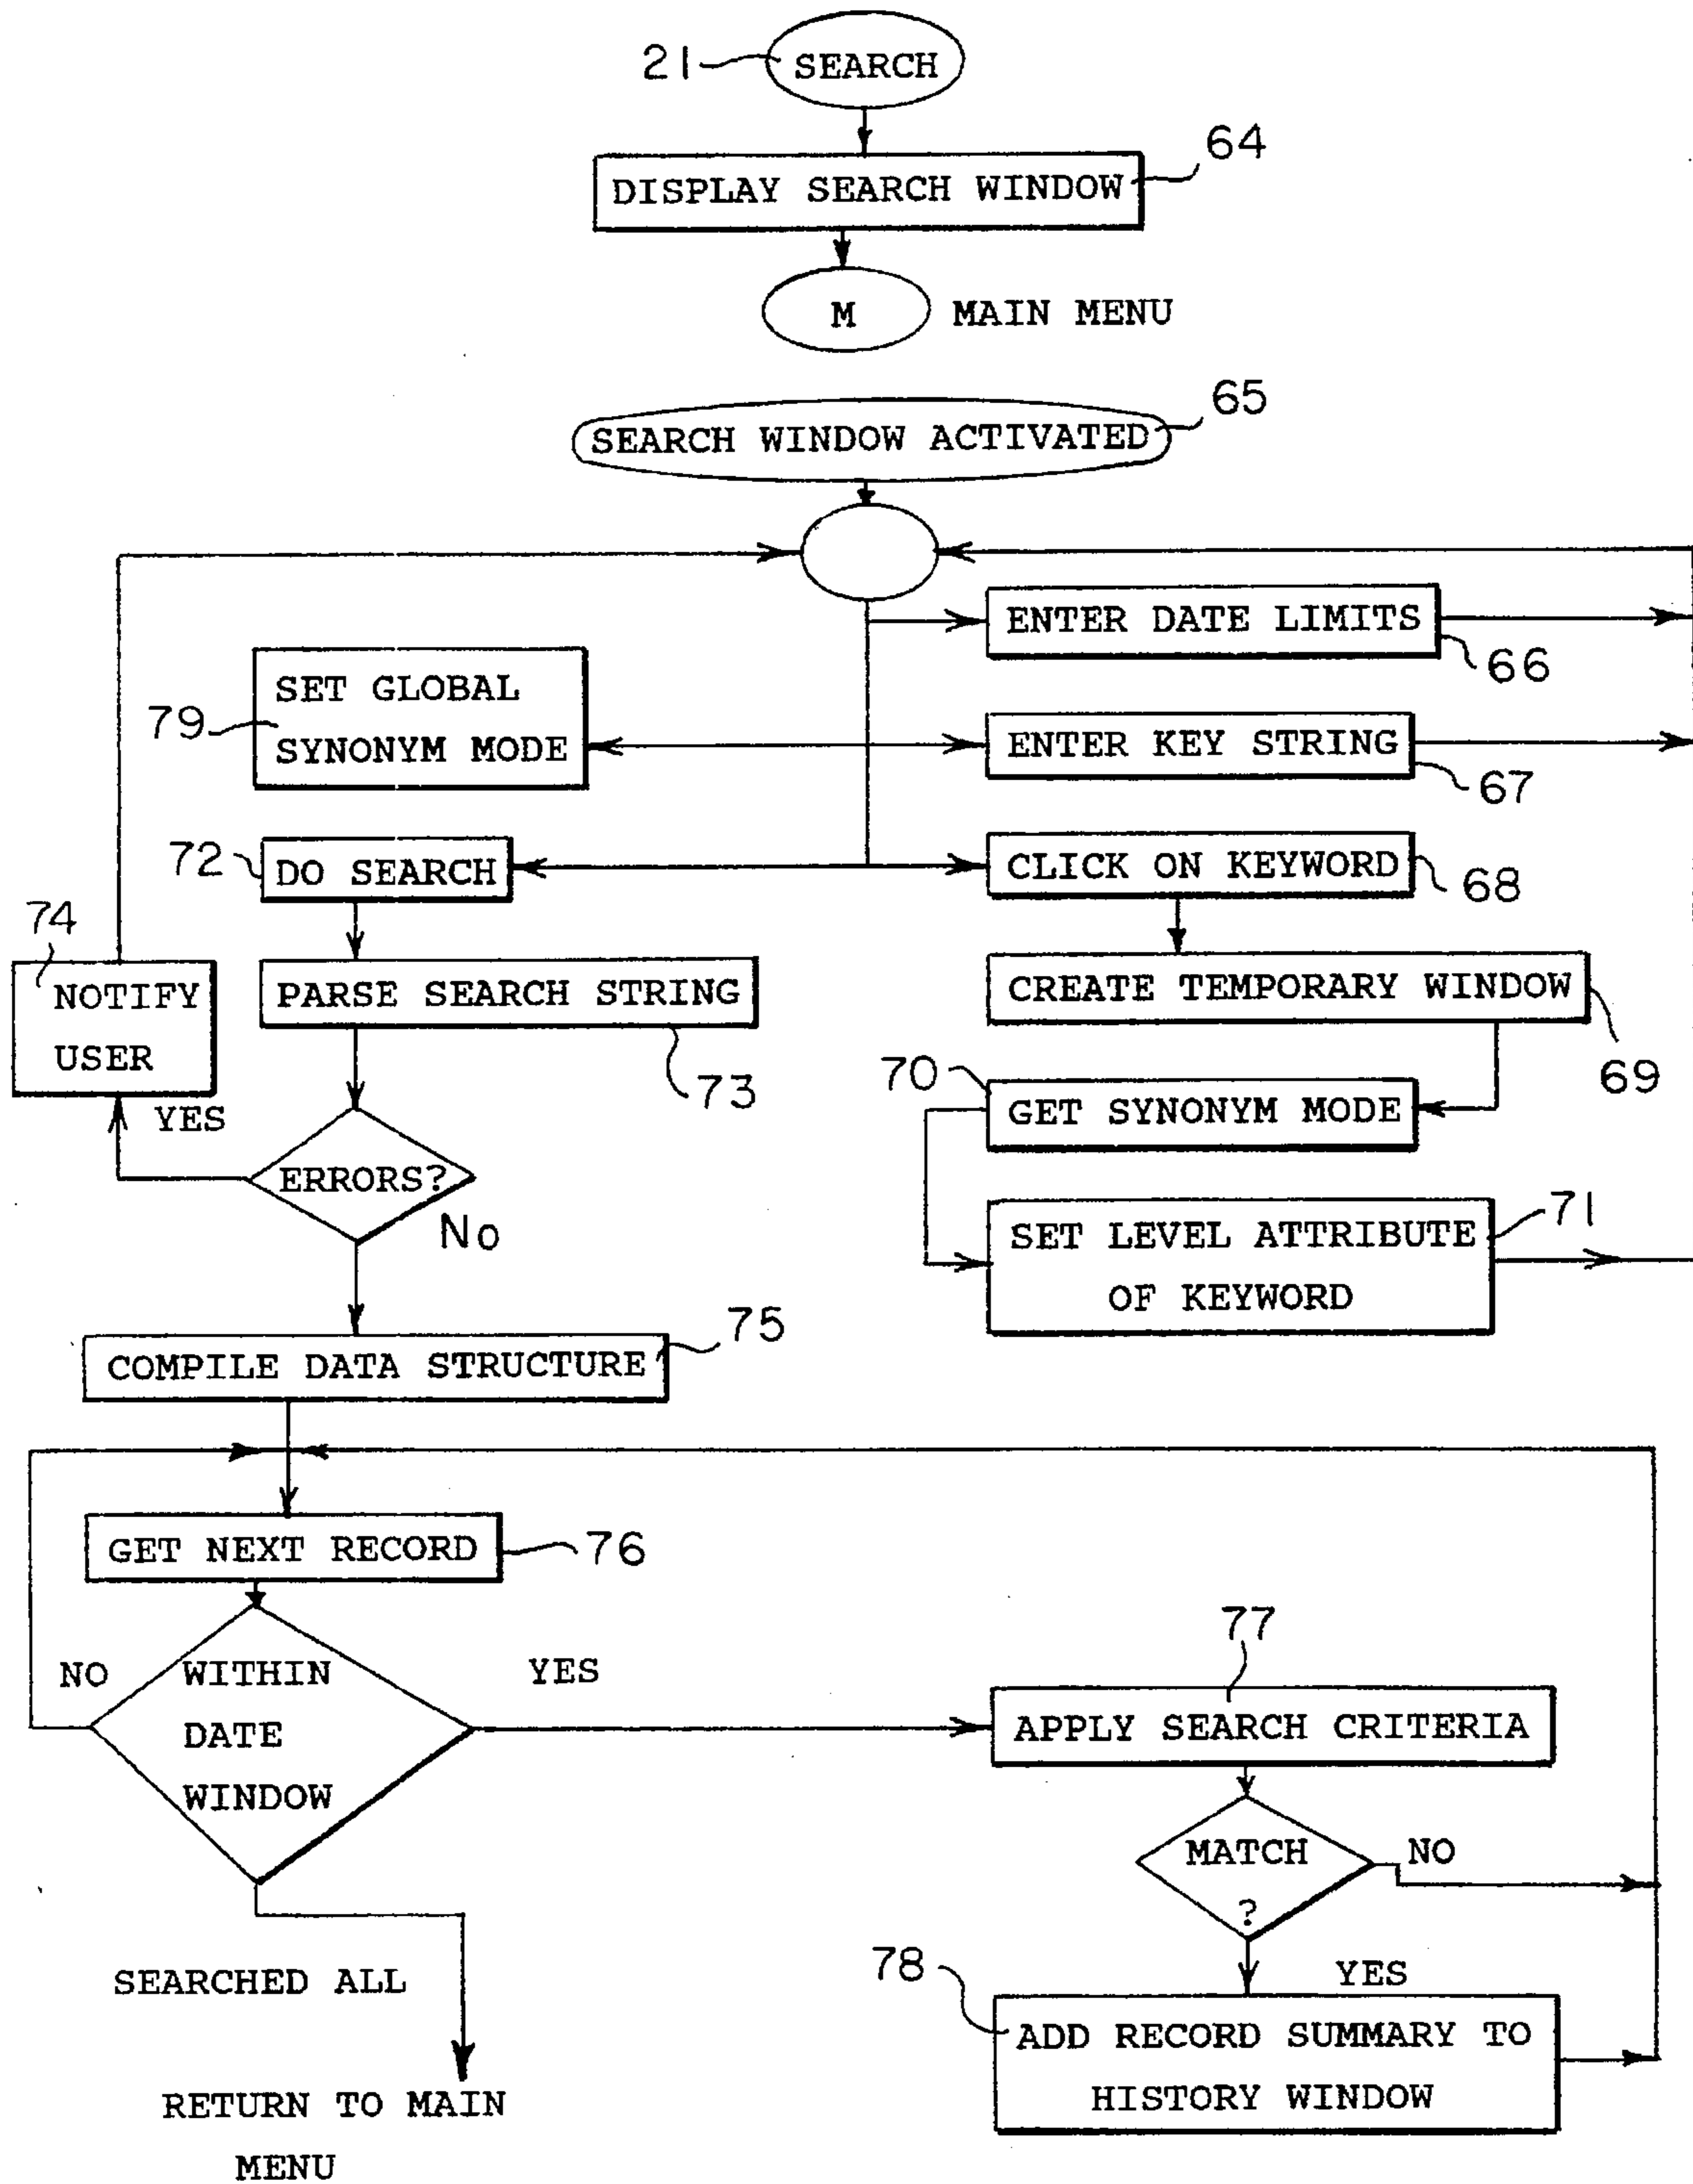 21
SEARCH
64
DISPLAY SEARCH WINDOW
M
MAIN MENU
65
SEARCH WINDOW ACTIVATED
ENTER DATE LIMITS
66
SET GLOBAL
SYNONYM MODE
79
ENTER KEY STRING
67
72
DO SEARCH
CLICK ON KEYWORD
68
74
NOTIFY
USER
PARSE SEARCH STRING
73
CREATE TEMPORARY WINDOW
69
70
GET SYNONYM MODE
YES
ERRORS?
No
71
SET LEVEL ATTRIBUTE
OF KEYWORD
75
COMPILE DATA STRUCTURE
GET NEXT RECORD
76
NO
WITHIN
DATE
WINDOW
YES
77
APPLY SEARCH CRITERIA
MATCH
?
NO
YES
78
ADD RECORD SUMMARY TO
HISTORY WINDOW
SEARCHED ALL
RETURN TO MAIN
MENU